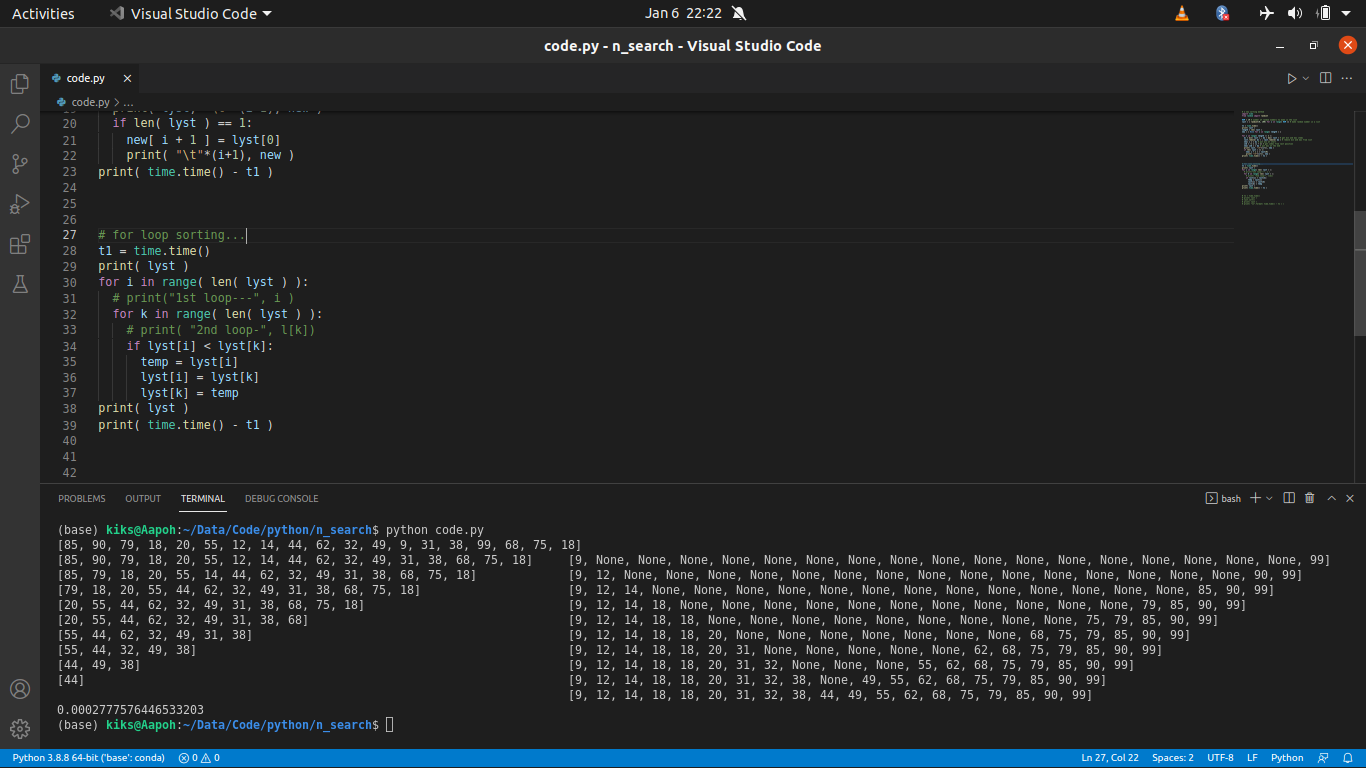 Activities
Visual Studio Code
Jan 6 22:22
code.py - n_search - Visual Studio Code
code.py
code.py > ...
20 if len( lyst ) == 1:
21 new[ i + 1 ] = lyst[0]
22 print( "\t"*(i+1), new )
23 print( time.time() - t1 )
24
25
26
27 # for loop sorting...
28 t1 = time.time()
29 print( lyst )
30 for i in range( len( lyst ) ):
31 # print("1st loop---", i )
32 for k in range( len( lyst ) ):
33 # print( "2nd loop-", l[k])
34 if lyst[i] < lyst[k]:
35 temp = lyst[i]
36 lyst[i] = lyst[k]
37 lyst[k] = temp
38 print( lyst )
39 print( time.time() - t1 )
40
41
42
PROBLEMS OUTPUT TERMINAL DEBUG CONSOLE
bash
(base) kiks@Aapoh:~/Data/Code/python/n_search$ python code.py
[85, 90, 79, 18, 20, 55, 12, 14, 44, 62, 32, 49, 9, 31, 38, 99, 68, 75, 18]
[85, 90, 79, 18, 20, 55, 12, 14, 44, 62, 32, 49, 31, 38, 68, 75, 18] [9, None, None, None, None, None, None, None, None, None, None, None, None, None, None, None, None, None, 99]
[85, 79, 18, 20, 55, 14, 44, 62, 32, 49, 31, 38, 68, 75, 18] [9, 12, None, None, None, None, None, None, None, None, None, None, None, None, None, None, None, 90, 99]
[79, 18, 20, 55, 44, 62, 32, 49, 31, 38, 68, 75, 18] [9, 12, 14, None, None, None, None, None, None, None, None, None, None, None, None, None, 85, 90, 99]
[20, 55, 44, 62, 32, 49, 31, 38, 68, 75, 18] [9, 12, 14, 18, None, None, None, None, None, None, None, None, None, None, None, 79, 85, 90, 99]
[20, 55, 44, 62, 32, 49, 31, 38, 68] [9, 12, 14, 18, 18, None, None, None, None, None, None, None, None, None, 75, 79, 85, 90, 99]
[55, 44, 62, 32, 49, 31, 38] [9, 12, 14, 18, 18, 20, None, None, None, None, None, None, None, 68, 75, 79, 85, 90, 99]
[55, 44, 32, 49, 38] [9, 12, 14, 18, 18, 20, 31, None, None, None, None, None, 62, 68, 75, 79, 85, 90, 99]
[44, 49, 38] [9, 12, 14, 18, 18, 20, 31, 32, None, None, None, 55, 62, 68, 75, 79, 85, 90, 99]
[44] [9, 12, 14, 18, 18, 20, 31, 32, 38, None, 49, 55, 62, 68, 75, 79, 85, 90, 99]
[9, 12, 14, 18, 18, 20, 31, 32, 38, 44, 49, 55, 62, 68, 75, 79, 85, 90, 99]
0.0002777576446533203
(base) kiks@Aapoh:~/Data/Code/python/n_search$
Python 3.8.8 64-bit ('base': conda) 0 0 Ln 27, Col 22 Spaces: 2 UTF-8 LF Python